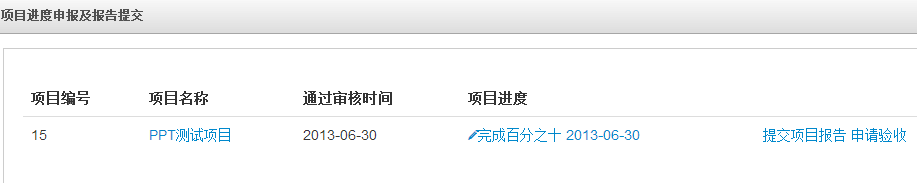 项目进度申报及报告提交
项目编号 项目名称 通过审核时间 项目进度
15 PPT测试项目 2013-06-30 完成百分之十 2013-06-30 提交项目报告 申请验收